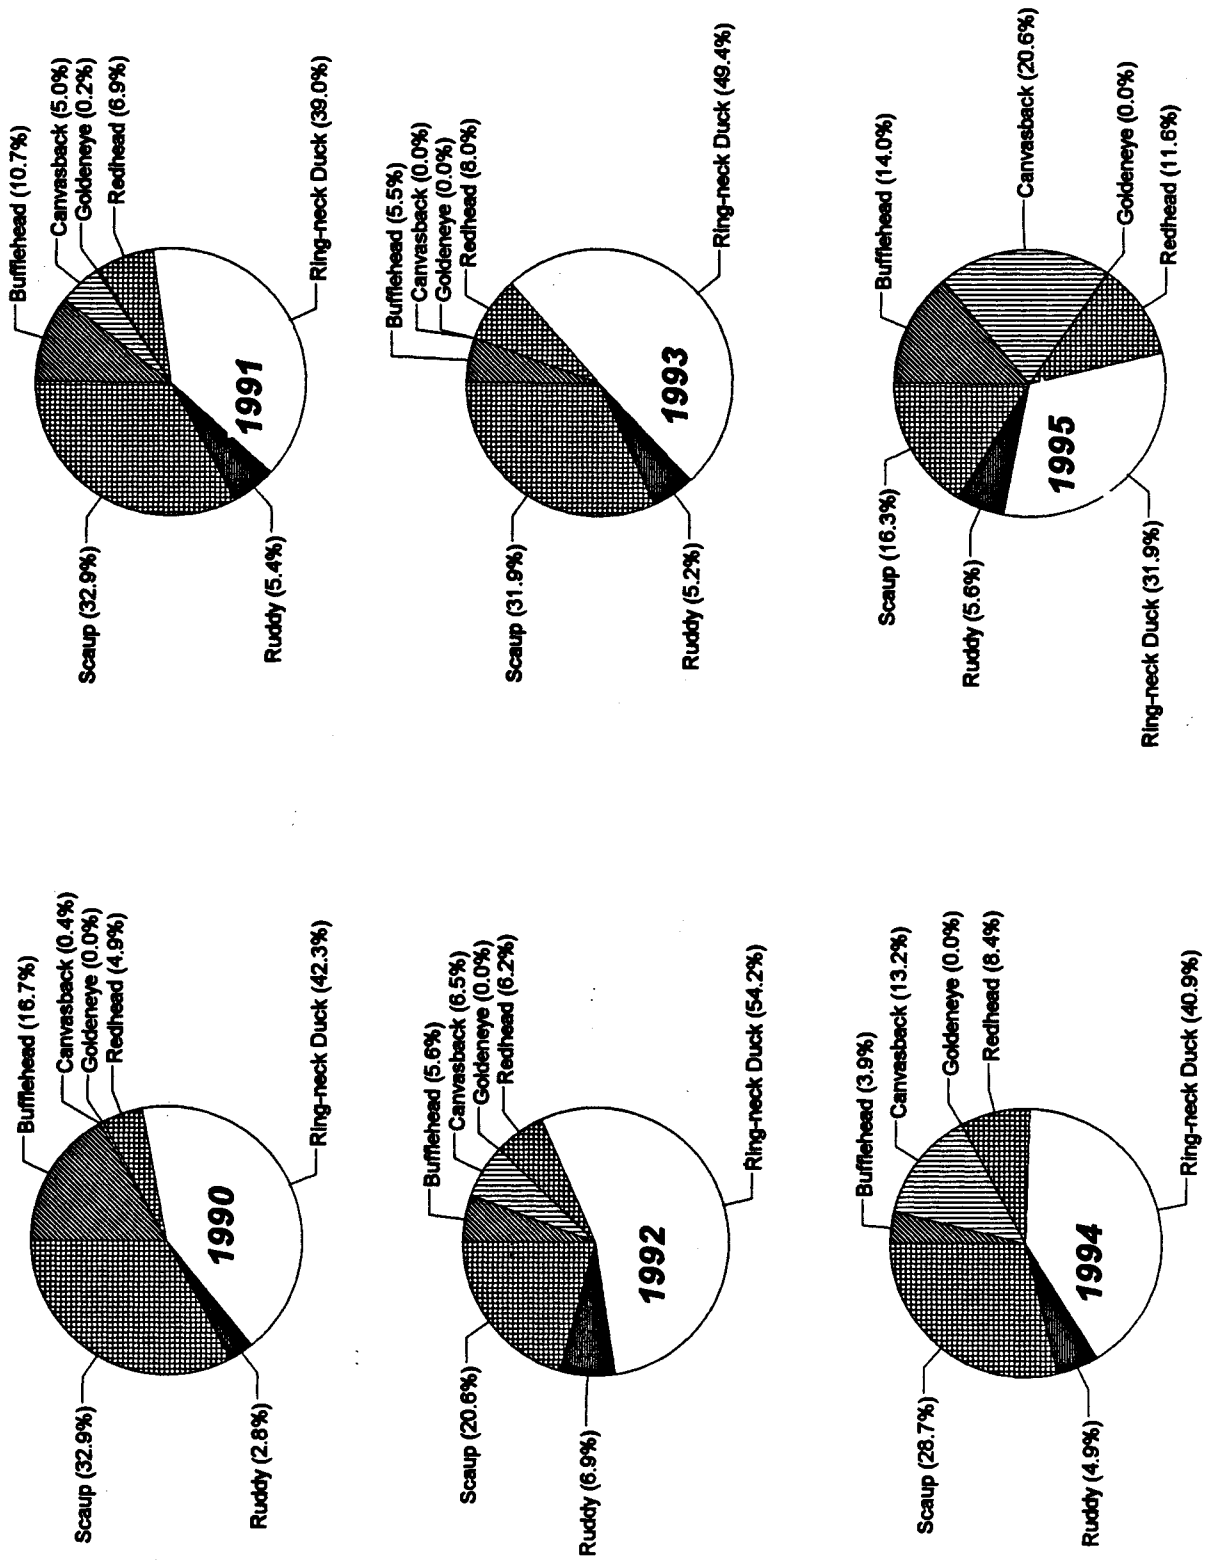 Scaup (32.9%)
Bufflehead (16.7%)
Canvasback (0.4%)
Goldeneye (0.0%)
Redhead (4.9%)
1990
Ruddy (2.8%)
Ring-neck Duck (42.3%)
Scaup (32.9%)
Bufflehead (10.7%)
Canvasback (5.0%)
Goldeneye (0.2%)
Redhead (6.9%)
1991
Ruddy (5.4%)
Ring-neck Duck (39.0%)
Scaup (20.6%)
Bufflehead (5.6%)
Canvasback (6.5%)
Goldeneye (0.0%)
Redhead (6.2%)
1992
Ruddy (6.9%)
Ring-neck Duck (54.2%)
Scaup (31.9%)
Bufflehead (5.5%)
Canvasback (0.0%)
Goldeneye (0.0%)
Redhead (8.0%)
1993
Ruddy (5.2%)
Ring-neck Duck (49.4%)
Scaup (28.7%)
Bufflehead (3.9%)
Canvasback (13.2%)
Goldeneye (0.0%)
Redhead (8.4%)
1994
Ruddy (4.9%)
Ring-neck Duck (40.9%)
Scaup (16.3%)
Bufflehead (14.0%)
Canvasback (20.6%)
Ruddy (5.6%)
1995
Goldeneye (0.0%)
Redhead (11.6%)
Ring-neck Duck (31.9%)